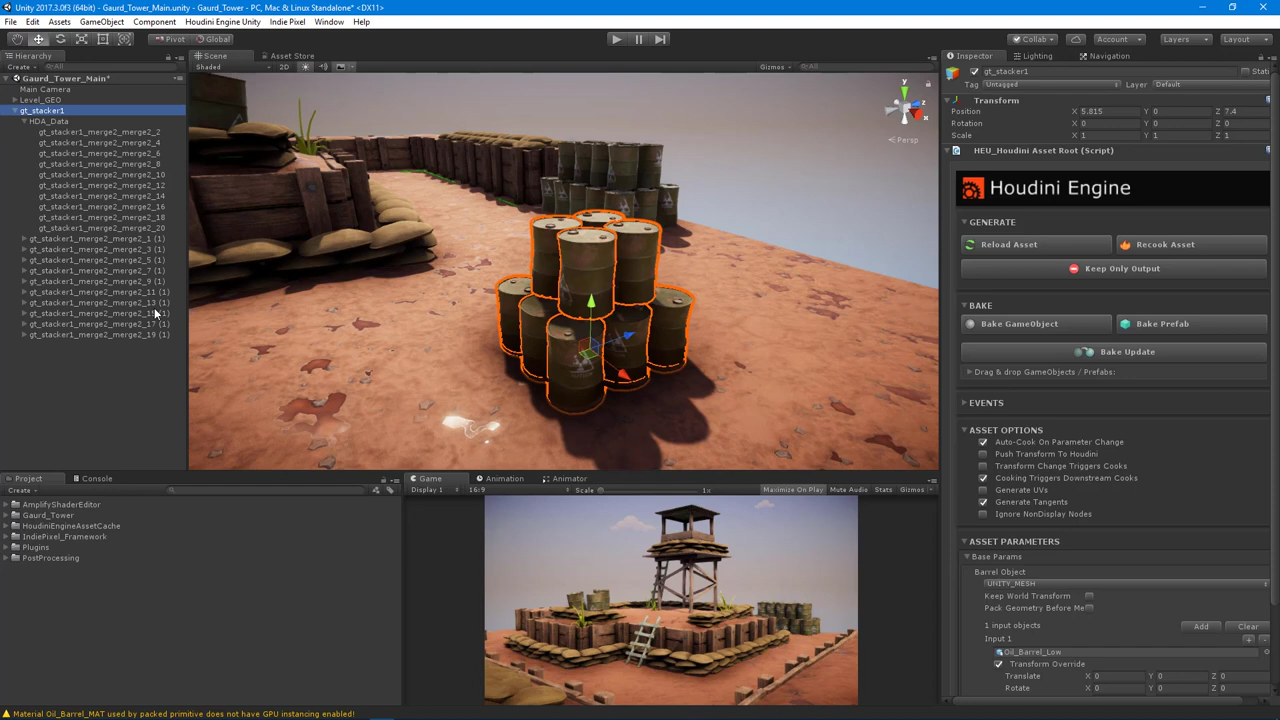 Unity 2017.3.0f3 (64bit) - Gaurd_Tower_Main.unity - Gaurd_Tower - PC, Mac & Linux Standalone* <DX11>
File Edit Assets GameObject Component Houdini Engine Unity Indie Pixel Window Help
Pivot Global Collab Account Layers Layout
Hierarchy
Create All
Gaurd_Tower_Main*
Main Camera
Level_GEO
gt_stacker1
HDA_Data
gt_stacker1_merge2_merge2_2
gt_stacker1_merge2_merge2_4
gt_stacker1_merge2_merge2_6
gt_stacker1_merge2_merge2_8
gt_stacker1_merge2_merge2_10
gt_stacker1_merge2_merge2_12
gt_stacker1_merge2_merge2_14
gt_stacker1_merge2_merge2_16
gt_stacker1_merge2_merge2_18
gt_stacker1_merge2_merge2_20
gt_stacker1_merge2_merge2_1 (1)
gt_stacker1_merge2_merge2_3 (1)
gt_stacker1_merge2_merge2_5 (1)
gt_stacker1_merge2_merge2_7 (1)
gt_stacker1_merge2_merge2_9 (1)
gt_stacker1_merge2_merge2_11 (1)
gt_stacker1_merge2_merge2_13 (1)
gt_stacker1_merge2_merge2_15 (1)
gt_stacker1_merge2_merge2_17 (1)
gt_stacker1_merge2_merge2_19 (1)
Scene Asset Store
Shaded 2D Gizmos All
y
z
x
Persp
Project Console
Create
AmplifyShaderEditor
Gaurd_Tower
HoudiniEngineAssetCache
IndiePixel_Framework
Plugins
PostProcessing
Game Animation Animator
Display 1 16:9 Scale 1x Maximize On Play Mute Audio Stats Gizmos
Inspector Lighting Navigation
gt_stacker1 Stati
Tag Untagged Layer Default
Transform
Position X 5.815 Y 0 Z 7.4
Rotation X 0 Y 0 Z 0
Scale X 1 Y 1 Z 1
HEU_Houdini Asset Root (Script)
Houdini Engine
GENERATE
Reload Asset Recook Asset
Keep Only Output
BAKE
Bake GameObject Bake Prefab
Bake Update
Drag & drop GameObjects / Prefabs:
EVENTS
ASSET OPTIONS
Auto-Cook On Parameter Change
Push Transform To Houdini
Transform Change Triggers Cooks
Cooking Triggers Downstream Cooks
Generate UVs
Generate Tangents
Ignore NonDisplay Nodes
ASSET PARAMETERS
Base Params
Barrel Object
UNITY_MESH
Keep World Transform
Pack Geometry Before Me
1 input objects Add Clear
Input 1 + -
Oil_Barrel_Low
Transform Override
Translate X 0 Y 0 Z 0
Rotate X 0 Y 0 Z 0
Material Oil_Barrel_MAT used by packed primitive does not have GPU instancing enabled!